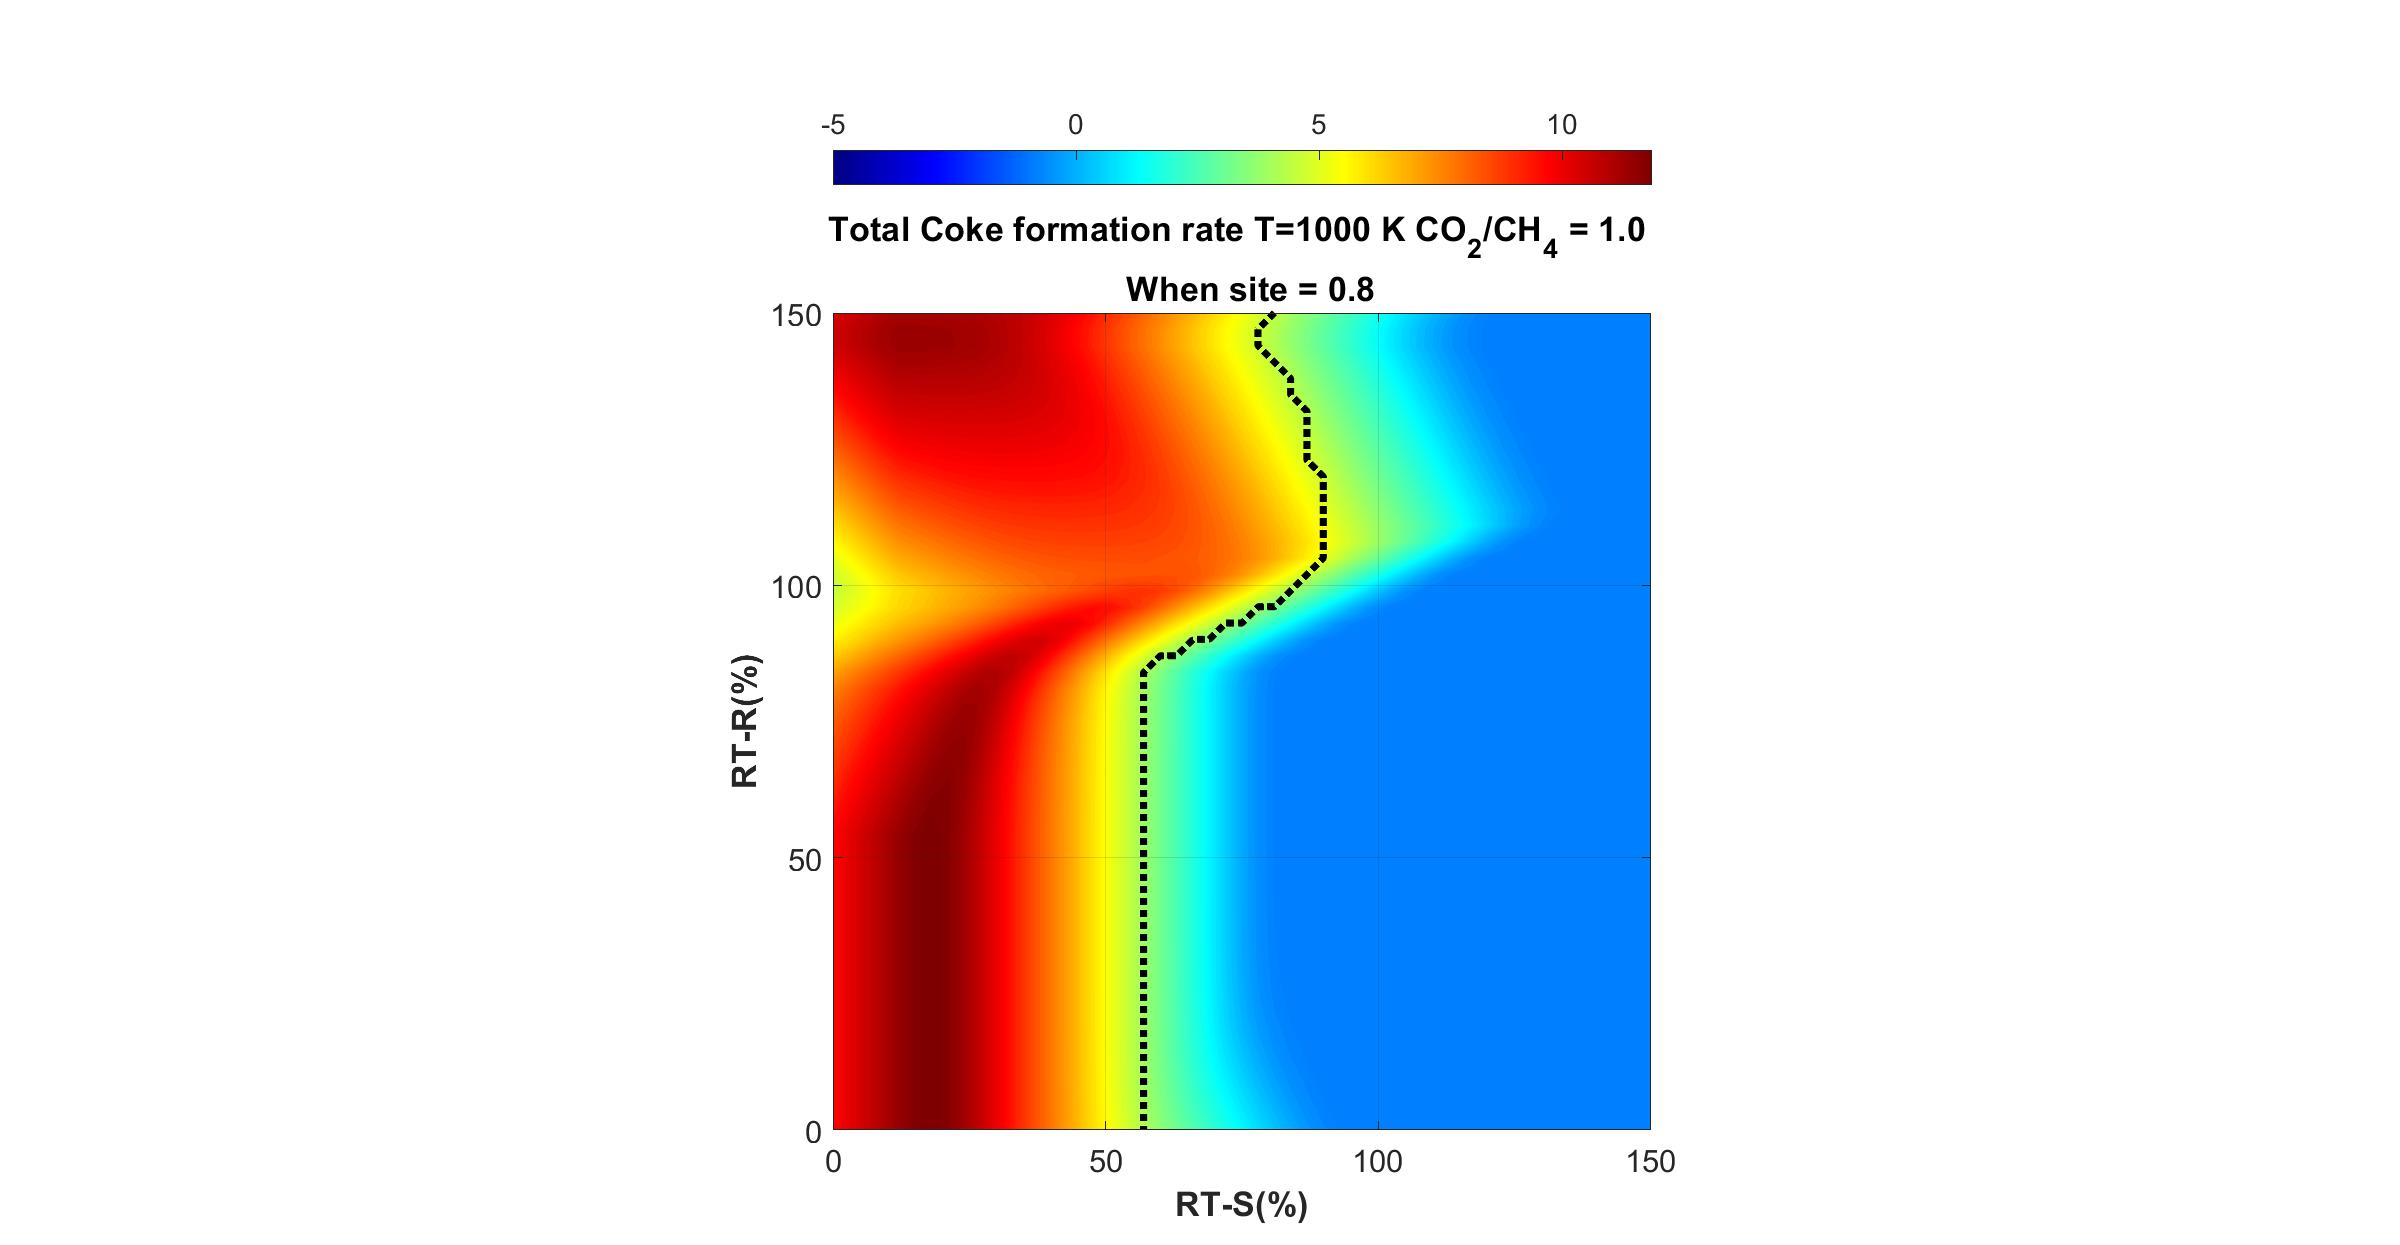 -5 0 5 10
Total Coke formation rate T=1000 K CO2/CH4 = 1.0
When site = 0.8
150
100
50
0
RT-R(%)
0 50 100 150
RT-S(%)